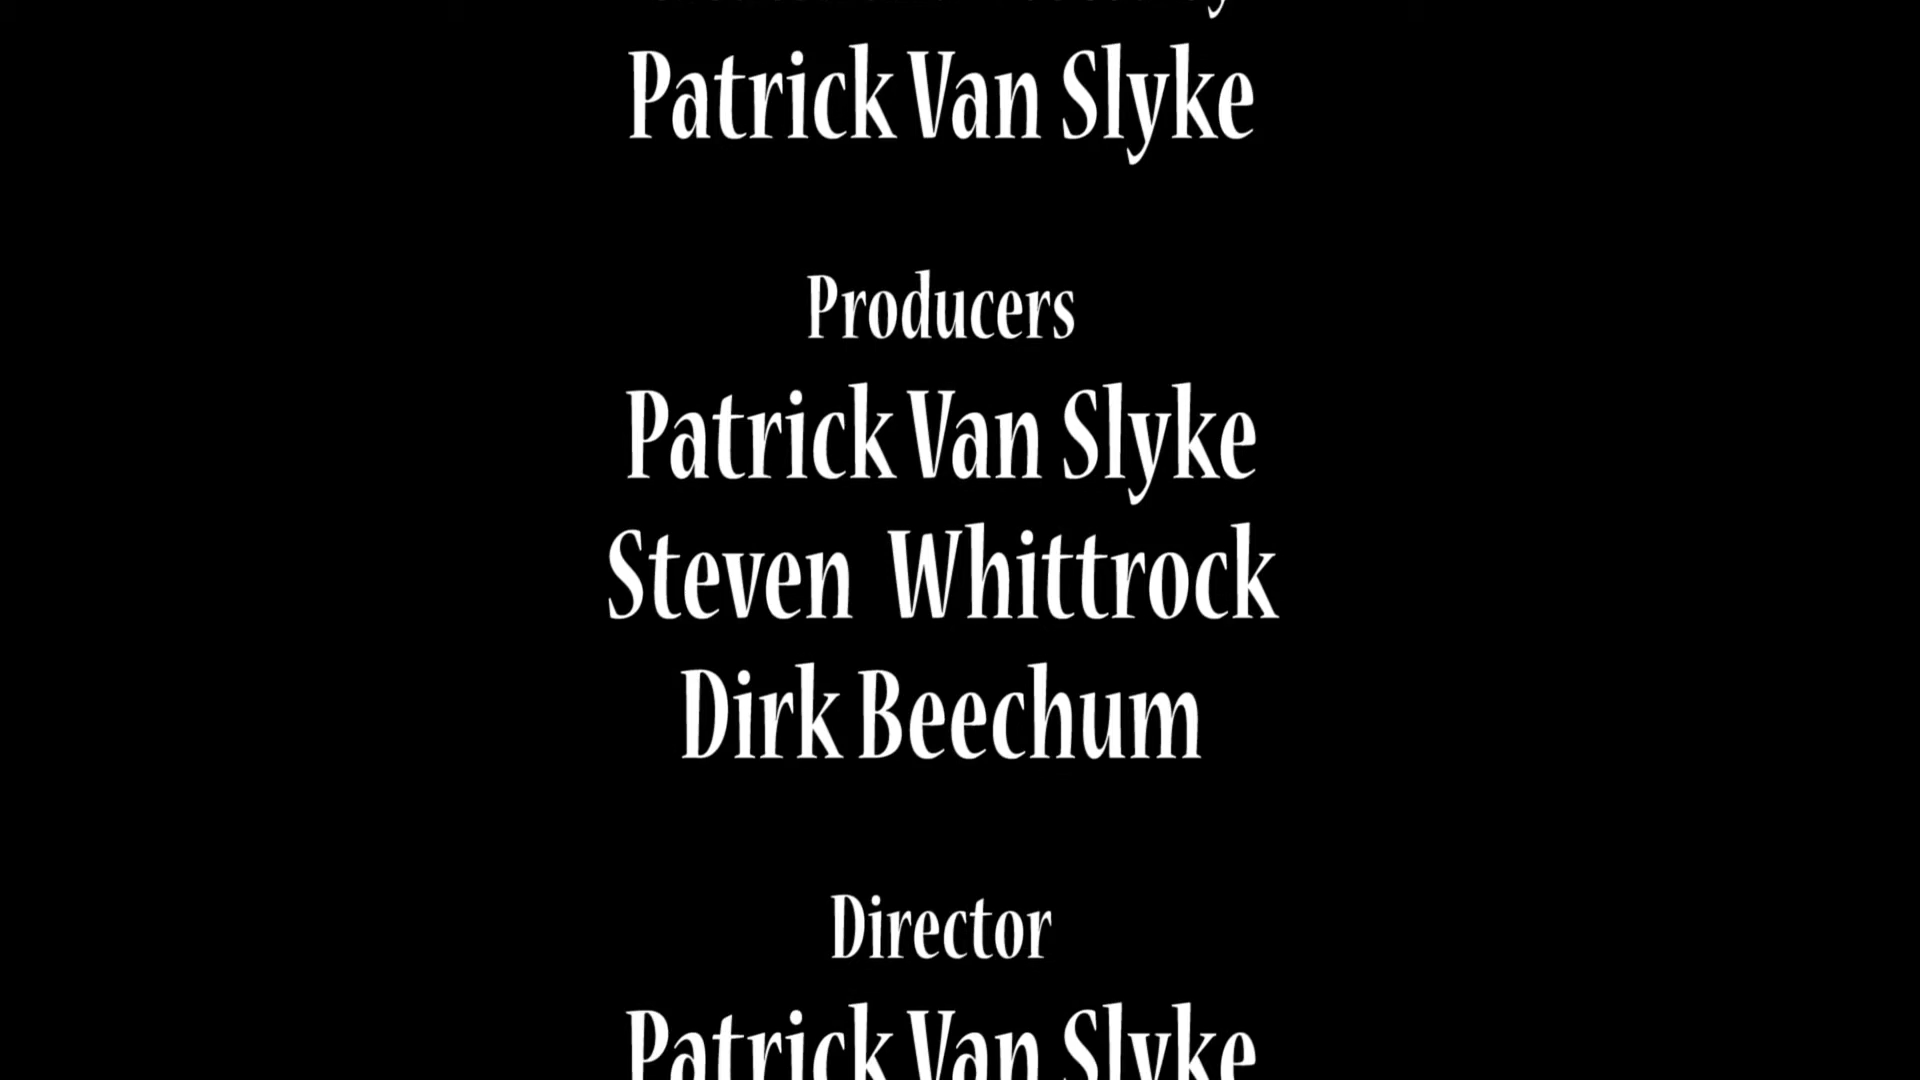 Patrick Van Slyke
Producers
Patrick Van Slyke
Steven Whittrock
Dirk Beechum
Director
Patrick Van Slyke